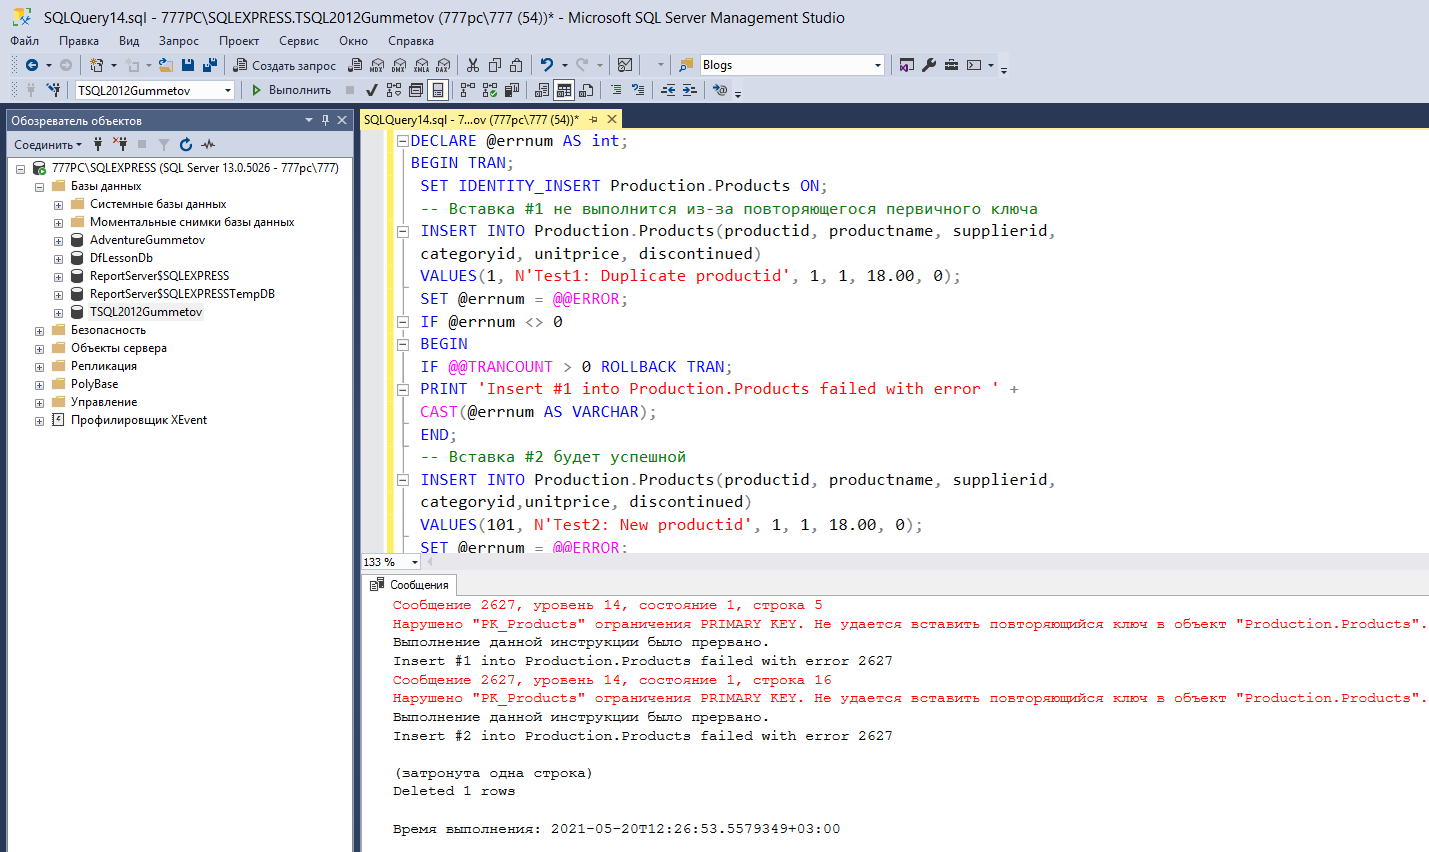 SQLQuery14.sql - 777PC\SQLEXPRESS.TSQL2012Gummetov (777pc\777 (54))* - Microsoft SQL Server Management Studio
Файл Правка Вид Запрос Проект Сервис Окно Справка
Создать запрос MDX DMX XMLA DAX Blogs
TSQL2012Gummetov Выполнить
Обозреватель объектов
Соединить
777PC\SQLEXPRESS (SQL Server 13.0.5026 - 777pc\777)
Базы данных
Системные базы данных
Моментальные снимки базы данных
AdventureGummetov
DfLessonDb
ReportServer$SQLEXPRESS
ReportServer$SQLEXPRESSTempDB
TSQL2012Gummetov
Безопасность
Объекты сервера
Репликация
PolyBase
Управление
Профилировщик XEvent
SQLQuery14.sql - 7...ov (777pc\777 (54))*
DECLARE @errnum AS int;
BEGIN TRAN;
SET IDENTITY_INSERT Production.Products ON;
-- Вставка #1 не выполнится из-за повторяющегося первичного ключа
INSERT INTO Production.Products(productid, productname, supplierid,
categoryid, unitprice, discontinued)
VALUES(1, N'Test1: Duplicate productid', 1, 1, 18.00, 0);
SET @errnum = @@ERROR;
IF @errnum <> 0
BEGIN
IF @@TRANCOUNT > 0 ROLLBACK TRAN;
PRINT 'Insert #1 into Production.Products failed with error ' +
CAST(@errnum AS VARCHAR);
END;
-- Вставка #2 будет успешной
INSERT INTO Production.Products(productid, productname, supplierid,
categoryid,unitprice, discontinued)
VALUES(101, N'Test2: New productid', 1, 1, 18.00, 0);
SET @errnum = @@ERROR;
133 %
Сообщения
Сообщение 2627, уровень 14, состояние 1, строка 5
Нарушено "PK_Products" ограничения PRIMARY KEY. Не удается вставить повторяющийся ключ в объект "Production.Products".
Выполнение данной инструкции было прервано.
Insert #1 into Production.Products failed with error 2627
Сообщение 2627, уровень 14, состояние 1, строка 16
Нарушено "PK_Products" ограничения PRIMARY KEY. Не удается вставить повторяющийся ключ в объект "Production.Products".
Выполнение данной инструкции было прервано.
Insert #2 into Production.Products failed with error 2627
(затронута одна строка)
Deleted 1 rows
Время выполнения: 2021-05-20T12:26:53.5579349+03:00